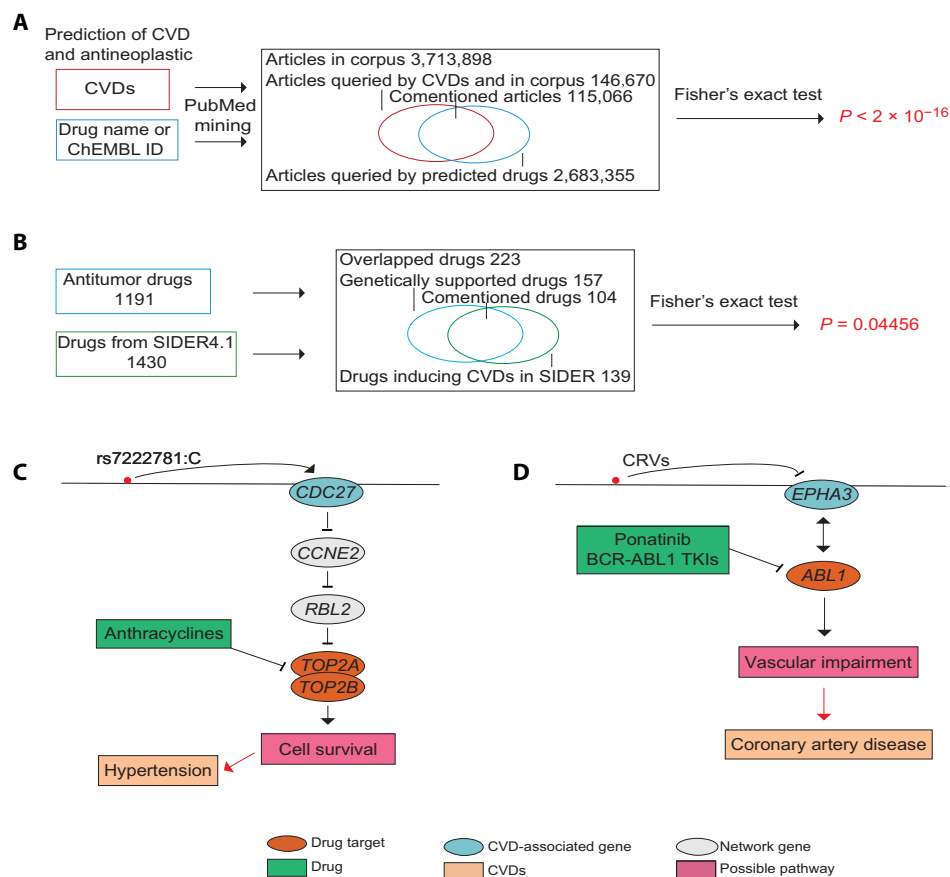 A
Prediction of CVD
and antineoplastic
CVDs
Drug name or
ChEMBL ID
PubMed
mining
Articles in corpus 3,713,898
Articles queried by CVDs and in corpus 146,670
Comentioned articles 115,066
Articles queried by predicted drugs 2,683,355
Fisher's exact test
P < 2 × 10⁻¹⁶
B
Antitumor drugs
1191
Drugs from SIDER4.1
1430
Overlapped drugs 223
Genetically supported drugs 157
Comentioned drugs 104
Drugs inducing CVDs in SIDER 139
Fisher's exact test
P = 0.04456
C
rs7222781:C
CDC27
CCNE2
RBL2
Anthracyclines
TOP2A
TOP2B
Cell survival
Hypertension
D
CRVs
EPHA3
Ponatinib
BCR-ABL1 TKIs
ABL1
Vascular impairment
Coronary artery disease
Drug target
CVD-associated gene
Network gene
Drug
CVDs
Possible pathway